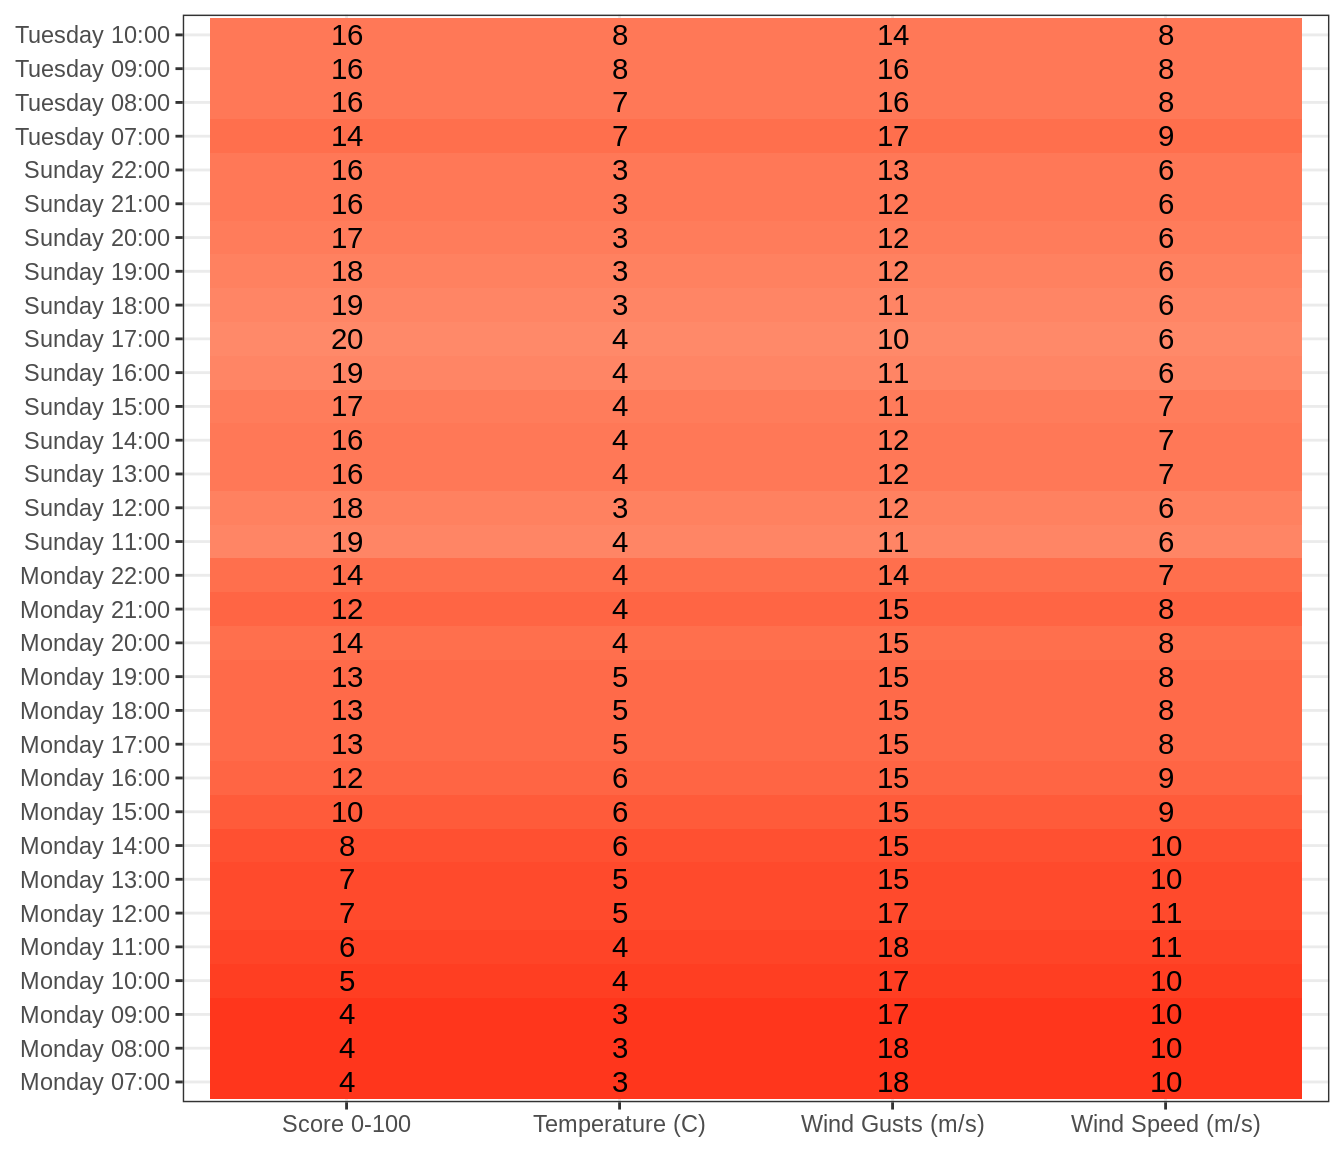 Tuesday 10:00 16 8 14 8
Tuesday 09:00 16 8 16 8
Tuesday 08:00 16 7 16 8
Tuesday 07:00 14 7 17 9
Sunday 22:00 16 3 13 6
Sunday 21:00 16 3 12 6
Sunday 20:00 17 3 12 6
Sunday 19:00 18 3 12 6
Sunday 18:00 19 3 11 6
Sunday 17:00 20 4 10 6
Sunday 16:00 19 4 11 6
Sunday 15:00 17 4 11 7
Sunday 14:00 16 4 12 7
Sunday 13:00 16 4 12 7
Sunday 12:00 18 3 12 6
Sunday 11:00 19 4 11 6
Monday 22:00 14 4 14 7
Monday 21:00 12 4 15 8
Monday 20:00 14 4 15 8
Monday 19:00 13 5 15 8
Monday 18:00 13 5 15 8
Monday 17:00 13 5 15 8
Monday 16:00 12 6 15 9
Monday 15:00 10 6 15 9
Monday 14:00 8 6 15 10
Monday 13:00 7 5 15 10
Monday 12:00 7 5 17 11
Monday 11:00 6 4 18 11
Monday 10:00 5 4 17 10
Monday 09:00 4 3 17 10
Monday 08:00 4 3 18 10
Monday 07:00 4 3 18 10
Score 0-100 Temperature (C) Wind Gusts (m/s) Wind Speed (m/s)